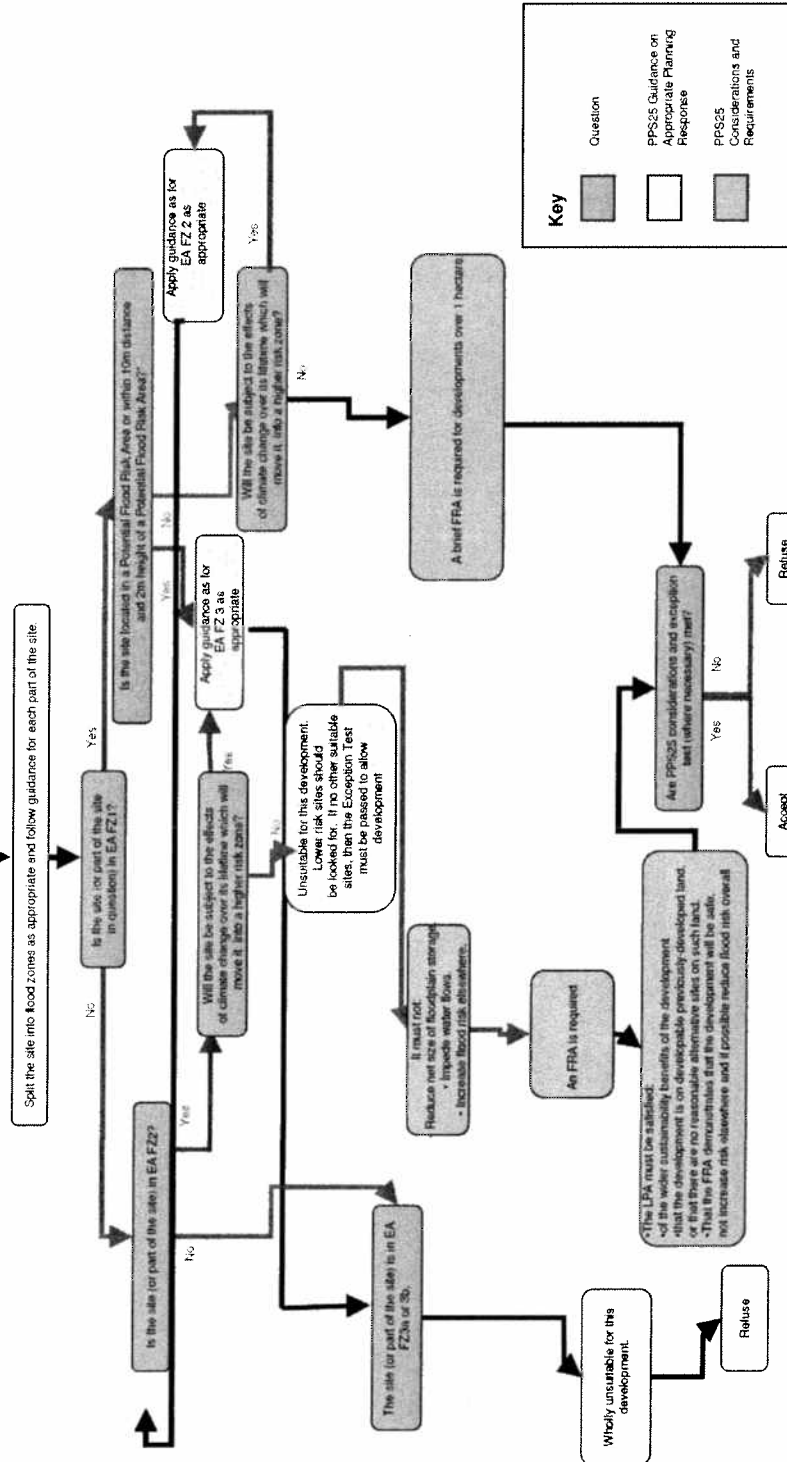 Split the site into flood zones as appropriate and follow guidance for each part of the site.
Is the site (or part of the site
in question) in EA FZ1?
No
Yes
Is the site (or part of the site) in EA FZ2?
Is the site located in a Potential Flood Risk Area or within 10m distance
and 2m height of a Potential Flood Risk Area?"
Yes
No
Yes
No
Apply guidance as for
EA FZ 2 as
appropriate
Will the site be subject to the effects
of climate change over its lifetime which will
move it into a higher risk zone?
Yes
No
Apply guidance as for
EA FZ 3 as
appropriate
Will the site be subject to the effects
of climate change over its lifetime which will
move it into a higher risk zone?
Yes
No
Unsuitable for this development.
Lower risk sites should
be looked for. If no other suitable
sites, then the Exception Test
must be passed to allow
development
The site (or part of the site) is in EA
FZ3a or 3b.
It must not:
Reduce net size of floodplain storage.
• Impede water flows.
• Increase flood risk elsewhere.
A brief FRA is required for developments over 1 hectare
An FRA is required
Wholly unsuitable for this
development.
Refuse
•The LPA must be satisfied:
•of the wider sustainability benefits of the development
•that the development is on developable previously developed land,
or that there are no reasonable alternative sites on such land.
•That the FRA demonstrates that the development will be safe,
not increase risk elsewhere and if possible reduce flood risk overall
Are PPS25 considerations and exception
test (where necessary) met?
Yes
No
Accept
Refuse
Key
Question
PPS25 Guidance on
Appropriate Planning
Response
PPS25
Considerations and
Requirements